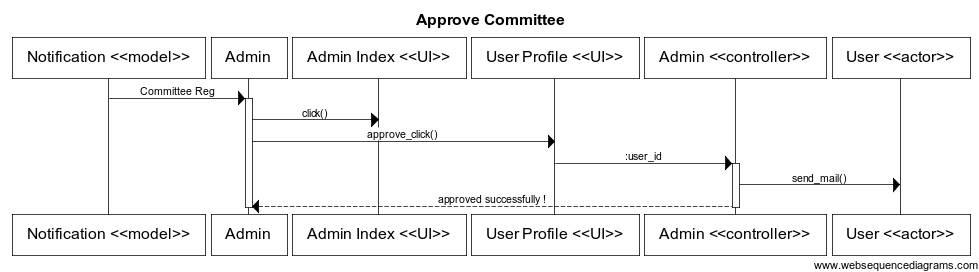 Approve Committee
Notification <<model>> Admin Admin Index <<UI>> User Profile <<UI>> Admin <<controller>> User <<actor>>
Committee Reg
click()
approve_click()
:user_id
send_mail()
approved successfully !
Notification <<model>> Admin Admin Index <<UI>> User Profile <<UI>> Admin <<controller>> User <<actor>>
www.websequencediagrams.com